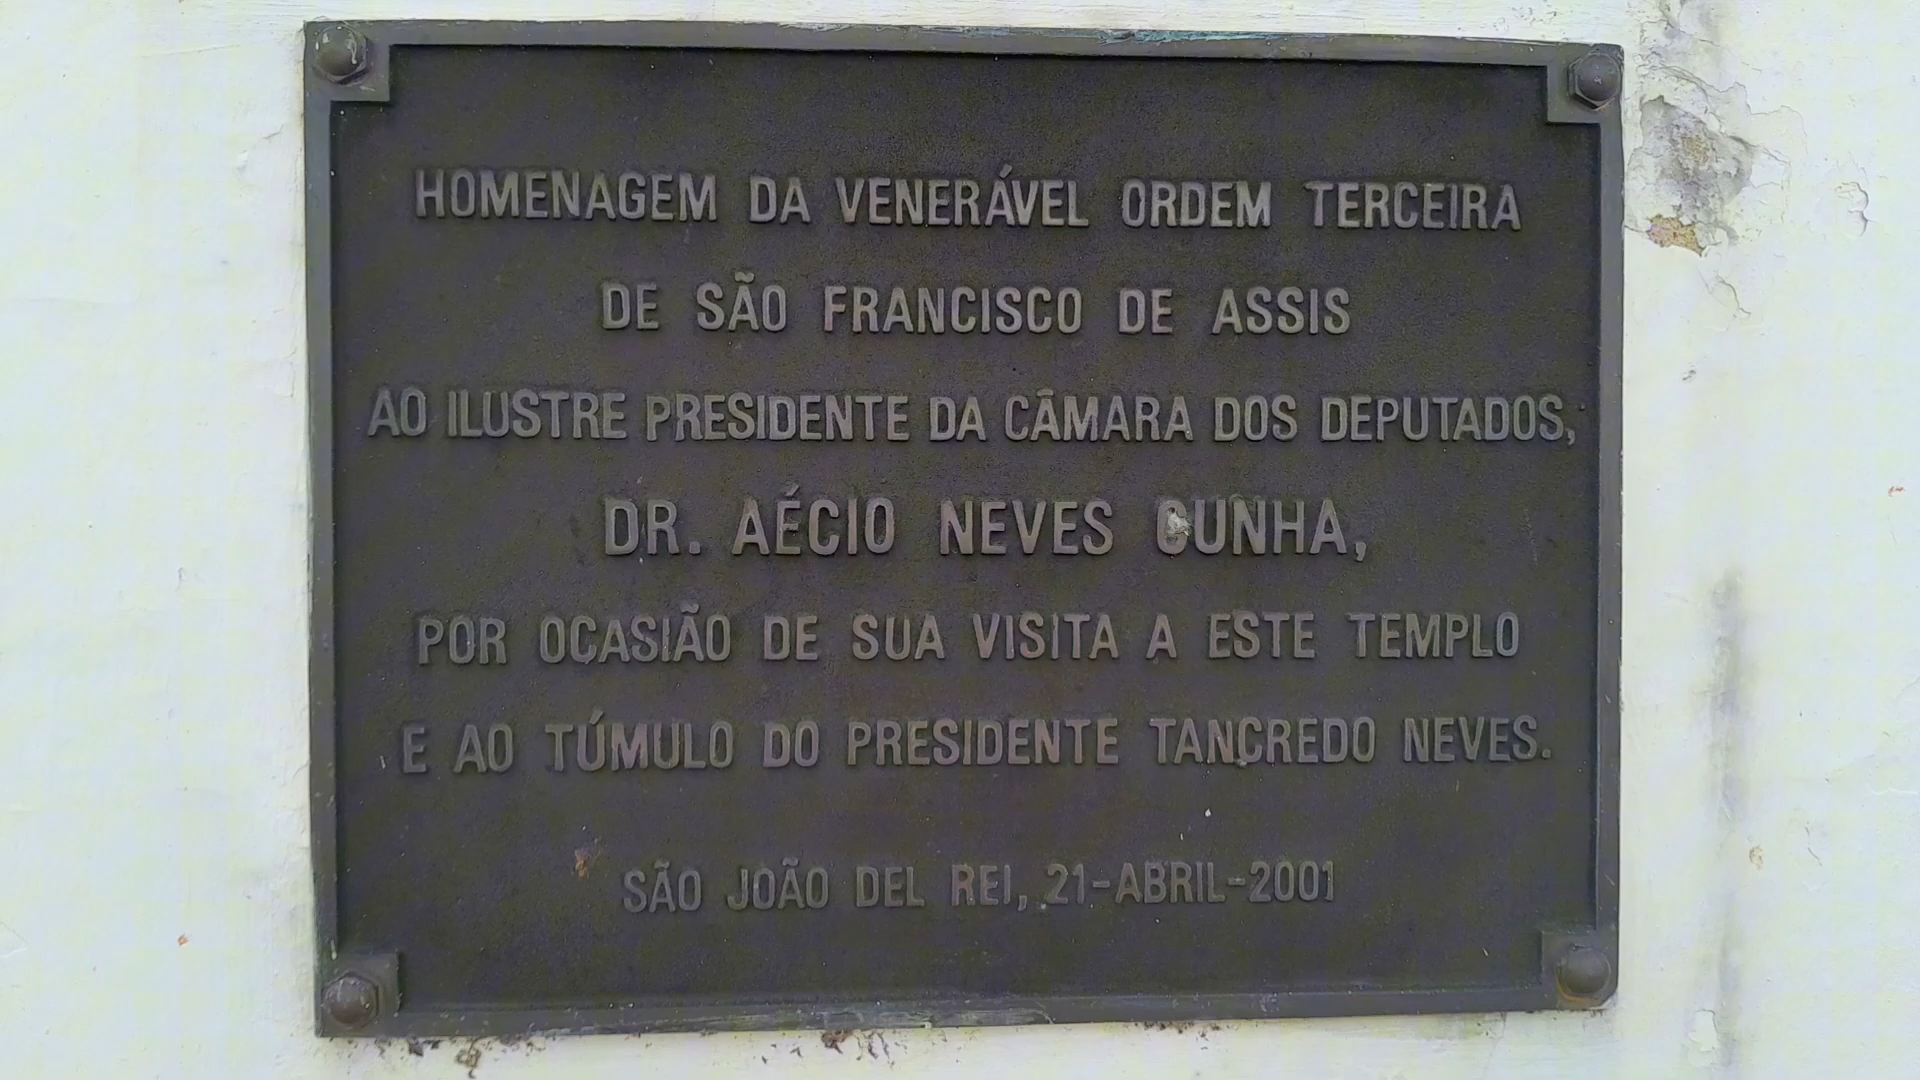 HOMENAGEM DA VENERÁVEL ORDEM TERCEIRA
DE SÃO FRANCISCO DE ASSIS
AO ILUSTRE PRESIDENTE DA CÂMARA DOS DEPUTADOS,
DR. AÉCIO NEVES CUNHA,
POR OCASIÃO DE SUA VISITA A ESTE TEMPLO
E AO TÚMULO DO PRESIDENTE TANCREDO NEVES.
SÃO JOÃO DEL REI, 21-ABRIL-2001